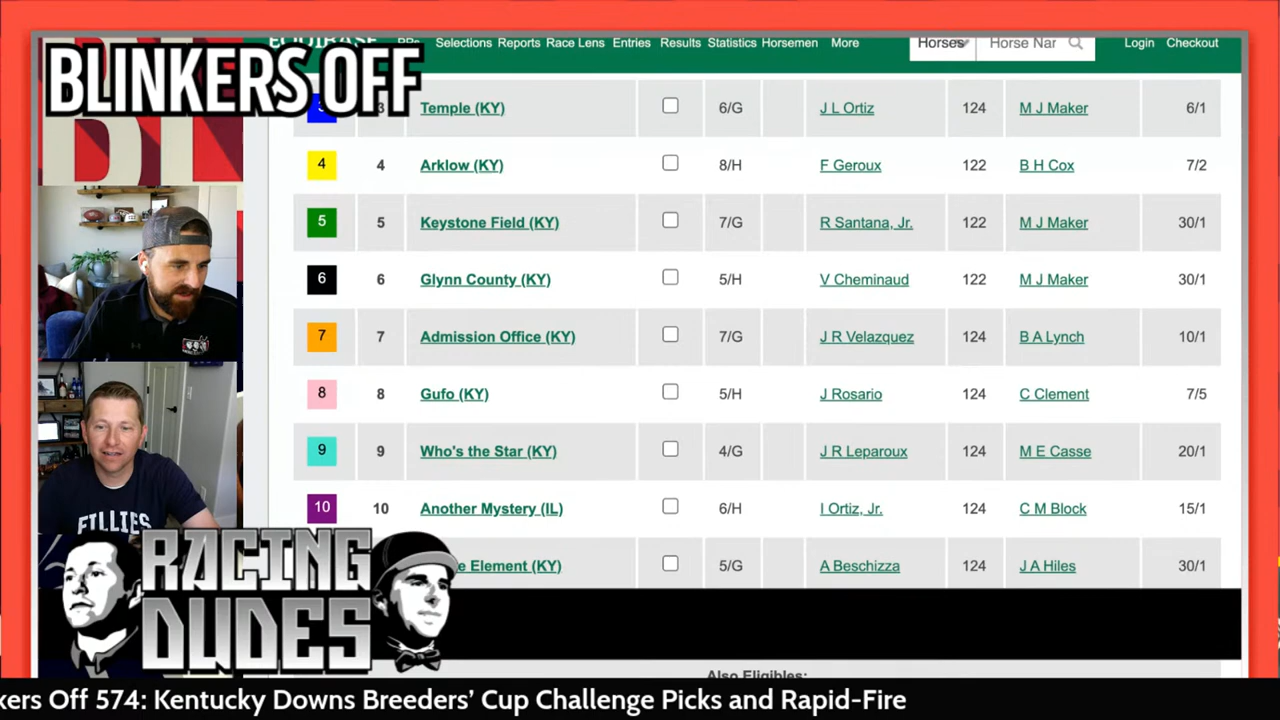 EQUIBASE PPs Selections Reports Race Lens Entries Results Statistics Horsemen More Horses Horse Nar Login Checkout
BLINKERS OFF
3 Temple (KY) 6/G J L Ortiz 124 M J Maker 6/1
4 4 Arklow (KY) 8/H F Geroux 122 B H Cox 7/2
5 5 Keystone Field (KY) 7/G R Santana, Jr. 122 M J Maker 30/1
6 6 Glynn County (KY) 5/H V Cheminaud 122 M J Maker 30/1
7 7 Admission Office (KY) 7/G J R Velazquez 124 B A Lynch 10/1
8 8 Gufo (KY) 5/H J Rosario 124 C Clement 7/5
9 9 Who's the Star (KY) 4/G J R Leparoux 124 M E Casse 20/1
10 10 Another Mystery (IL) 6/H I Ortiz, Jr. 124 C M Block 15/1
FILLIES
e Element (KY) 5/G A Beschizza 124 J A Hiles 30/1
RACING
DUDES
Also Eligibles:
kers Off 574: Kentucky Downs Breeders’ Cup Challenge Picks and Rapid-Fire